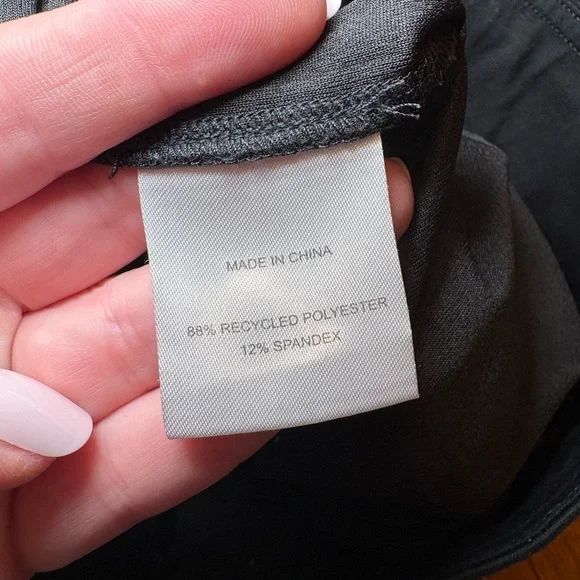 MADE IN CHINA
88% RECYCLED POLYESTER
12% SPANDEX